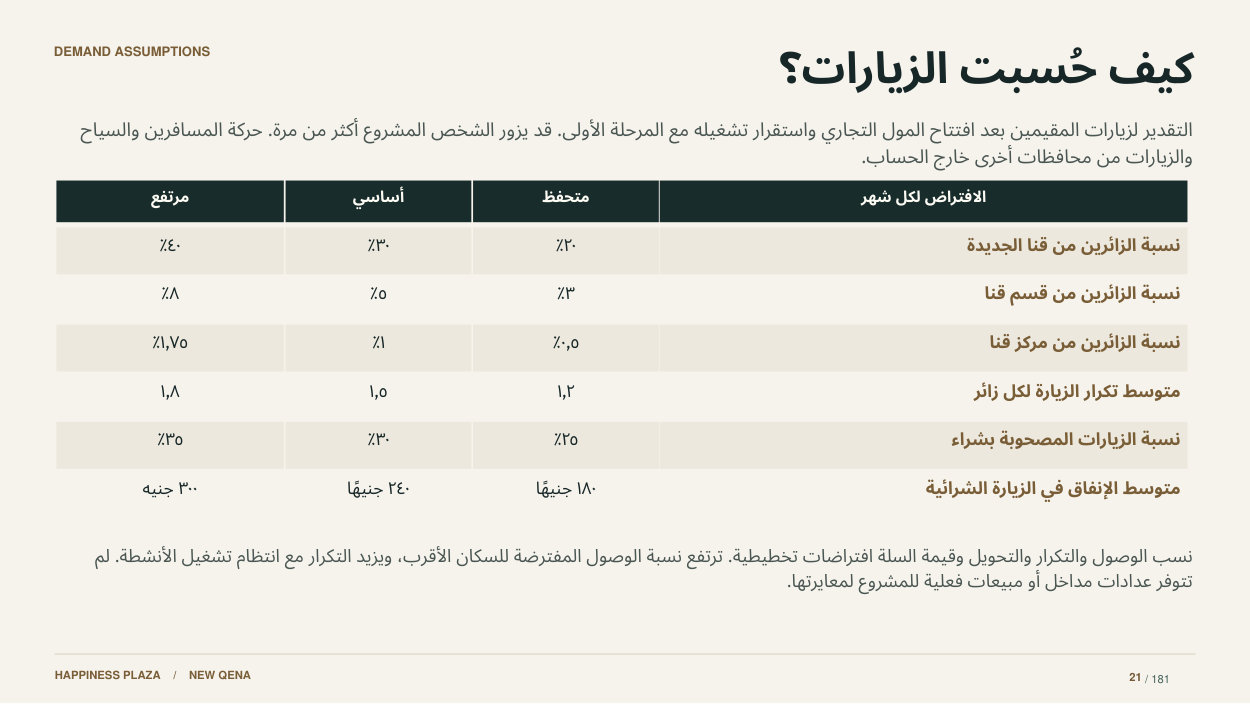 DEMAND ASSUMPTIONS
كيف حُسبت الزيارات؟
التقدير لزيارات المقيمين بعد افتتاح المول التجاري واستقرار تشغيله مع المرحلة الأولى. قد يزور الشخص المشروع أكثر من مرة. حركة المسافرين والسياح
والزيارات من محافظات أخرى خارج الحساب.
الافتراض لكل شهر متحفظ أساسي مرتفع
نسبة الزائرين من قنا الجديدة ٢٠٪ ٣٠٪ ٤٠٪
نسبة الزائرين من قسم قنا ٣٪ ٥٪ ٨٪
نسبة الزائرين من مركز قنا ٠,٥٪ ١٪ ١,٧٥٪
متوسط تكرار الزيارة لكل زائر ١,٢ ١,٥ ١,٨
نسبة الزيارات المصحوبة بشراء ٢٥٪ ٣٠٪ ٣٥٪
متوسط الإنفاق في الزيارة الشرائية ١٨٠ جنيهًا ٢٤٠ جنيهًا ٣٠٠ جنيه
نسب الوصول والتكرار والتحويل وقيمة السلة افتراضات تخطيطية. ترتفع نسبة الوصول المفترضة للسكان الأقرب، ويزيد التكرار مع انتظام تشغيل الأنشطة. لم
تتوفر عدادات مداخل أو مبيعات فعلية للمشروع لمعايرتها.
HAPPINESS PLAZA / NEW QENA
21 / 181